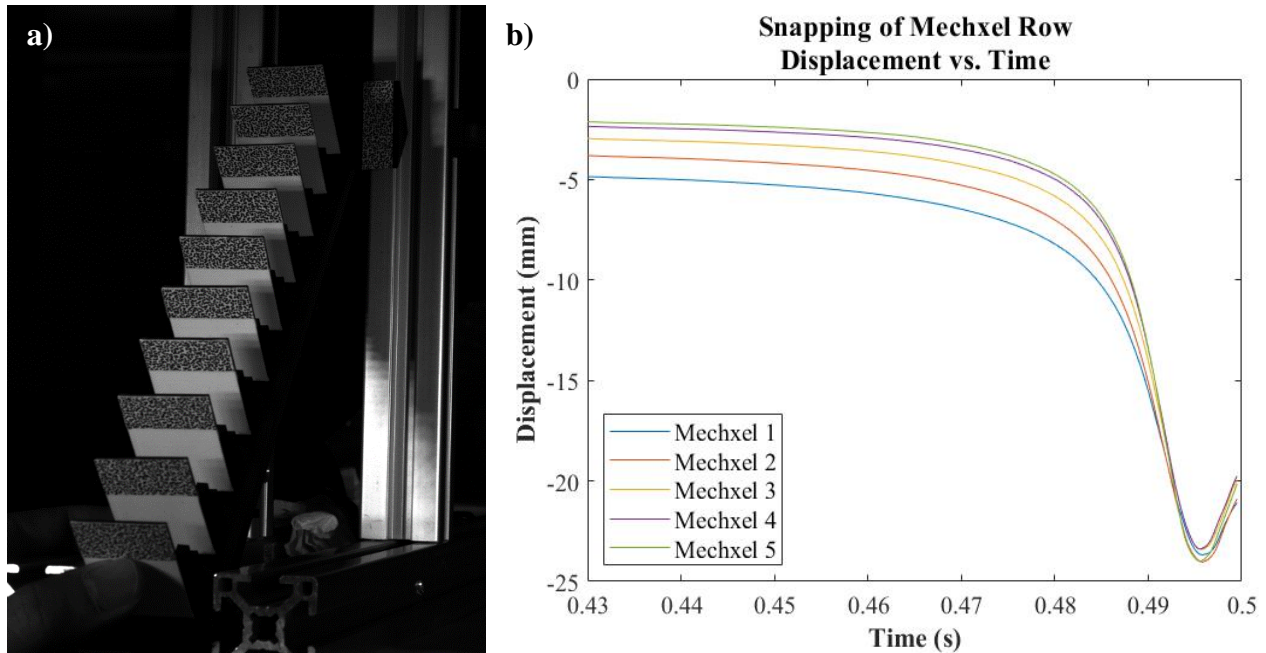 a)
b)
Snapping of Mechxel Row
Displacement vs. Time
0
-5
-10
-15
-20
-25
Displacement (mm)
Mechxel 1
Mechxel 2
Mechxel 3
Mechxel 4
Mechxel 5
0.43 0.44 0.45 0.46 0.47 0.48 0.49 0.5
Time (s)